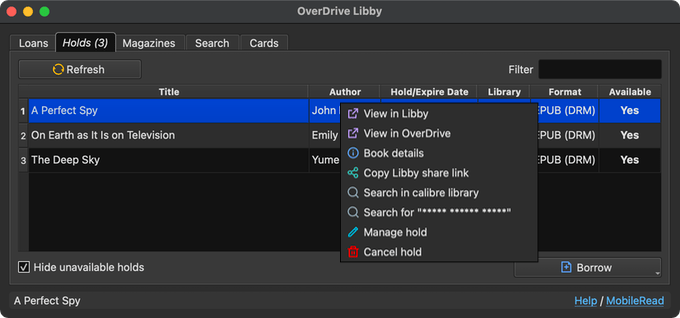 OverDrive Libby
Loans Holds (3) Magazines Search Cards
Refresh Filter
Title Author Hold/Expire Date Library Format Available
1 A Perfect Spy John EPUB (DRM) Yes
2 On Earth as It Is on Television Emily EPUB (DRM) Yes
3 The Deep Sky Yume EPUB (DRM) Yes
View in Libby
View in OverDrive
Book details
Copy Libby share link
Search in calibre library
Search for "***** ****** *****"
Manage hold
Cancel hold
Hide unavailable holds Borrow
A Perfect Spy Help / MobileRead